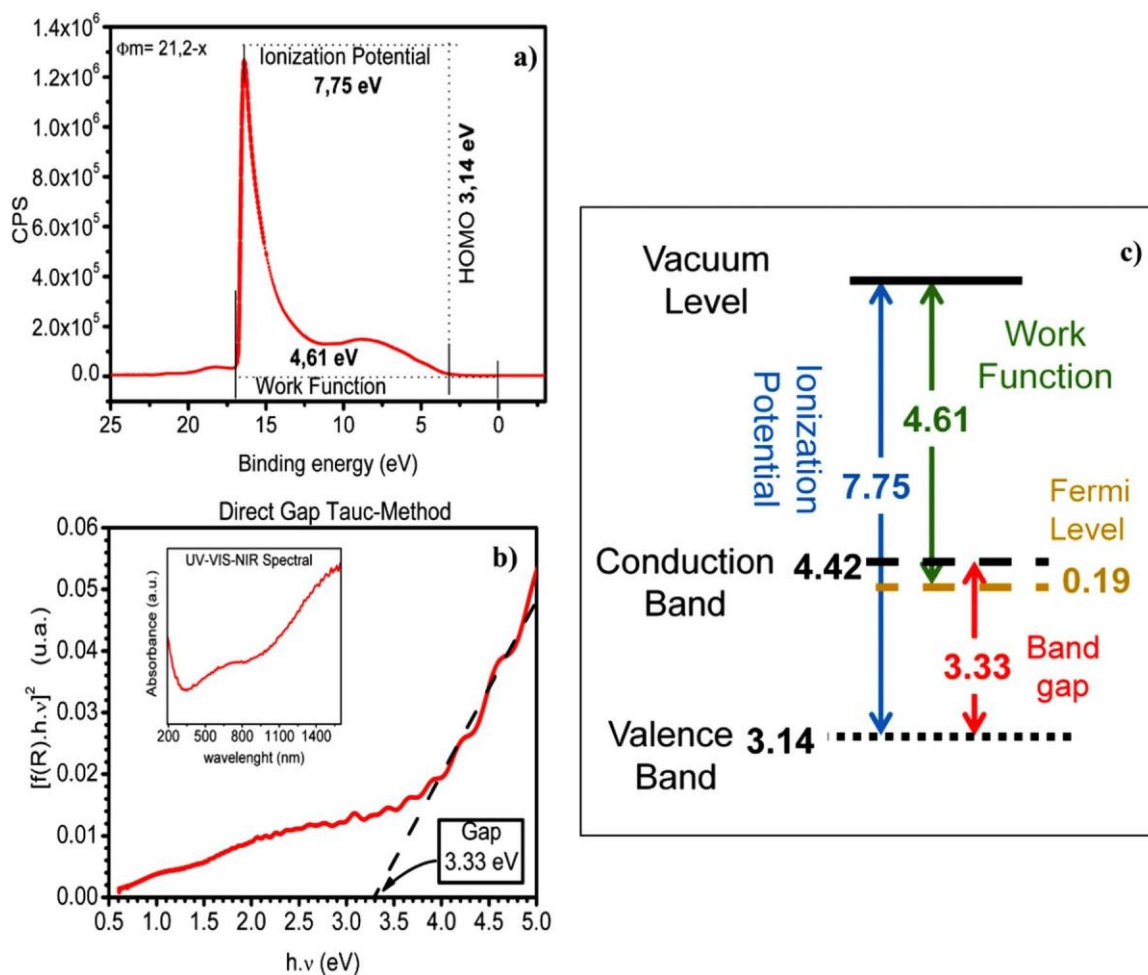 a)
Φm= 21,2-x
Ionization Potential
7,75 eV
HOMO 3,14 eV
4,61 eV
Work Function
CPS
1.4x10⁶
1.2x10⁶
1.0x10⁶
8.0x10⁵
6.0x10⁵
4.0x10⁵
2.0x10⁵
0.0
25 20 15 10 5 0
Binding energy (eV)
Direct Gap Tauc-Method
b)
UV-VIS-NIR Spectral
Absorbance (a.u.)
200 500 800 1100 1400
wavelenght (nm)
Gap
3.33 eV
[f(R).h.ν]² (u.a.)
0.06
0.05
0.04
0.03
0.02
0.01
0.00
0.5 1.0 1.5 2.0 2.5 3.0 3.5 4.0 4.5 5.0
h.ν (eV)
c)
Vacuum
Level
Ionization
Potential
7.75
Work
Function
4.61
Fermi
Level
0.19
Conduction
Band
4.42
3.33
Band
gap
Valence
Band
3.14